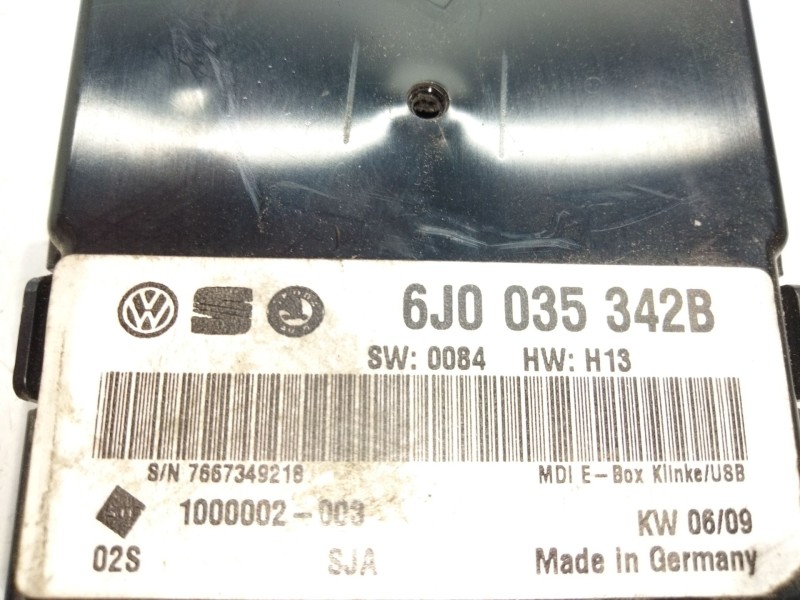 6J0 035 342B
SW: 0084 HW: H13
S/N 7667349216 MDI E-Box Klinke/USB
1000002-003
KW 06/09
02S SJA Made in Germany